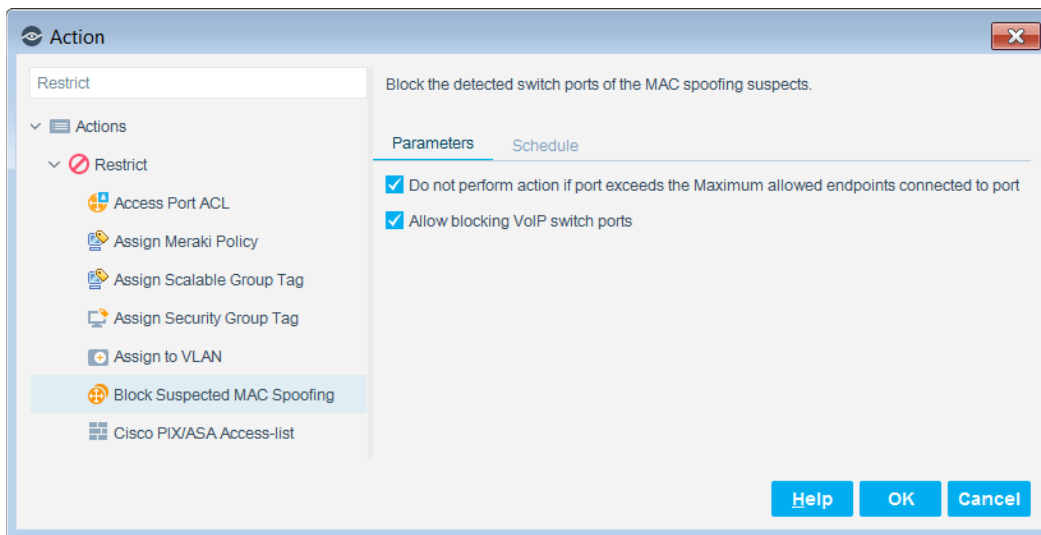 Action
Restrict
Actions
Restrict
Access Port ACL
Assign Meraki Policy
Assign Scalable Group Tag
Assign Security Group Tag
Assign to VLAN
Block Suspected MAC Spoofing
Cisco PIX/ASA Access-list
Block the detected switch ports of the MAC spoofing suspects.
Parameters Schedule
Do not perform action if port exceeds the Maximum allowed endpoints connected to port
Allow blocking VoIP switch ports
Help OK Cancel